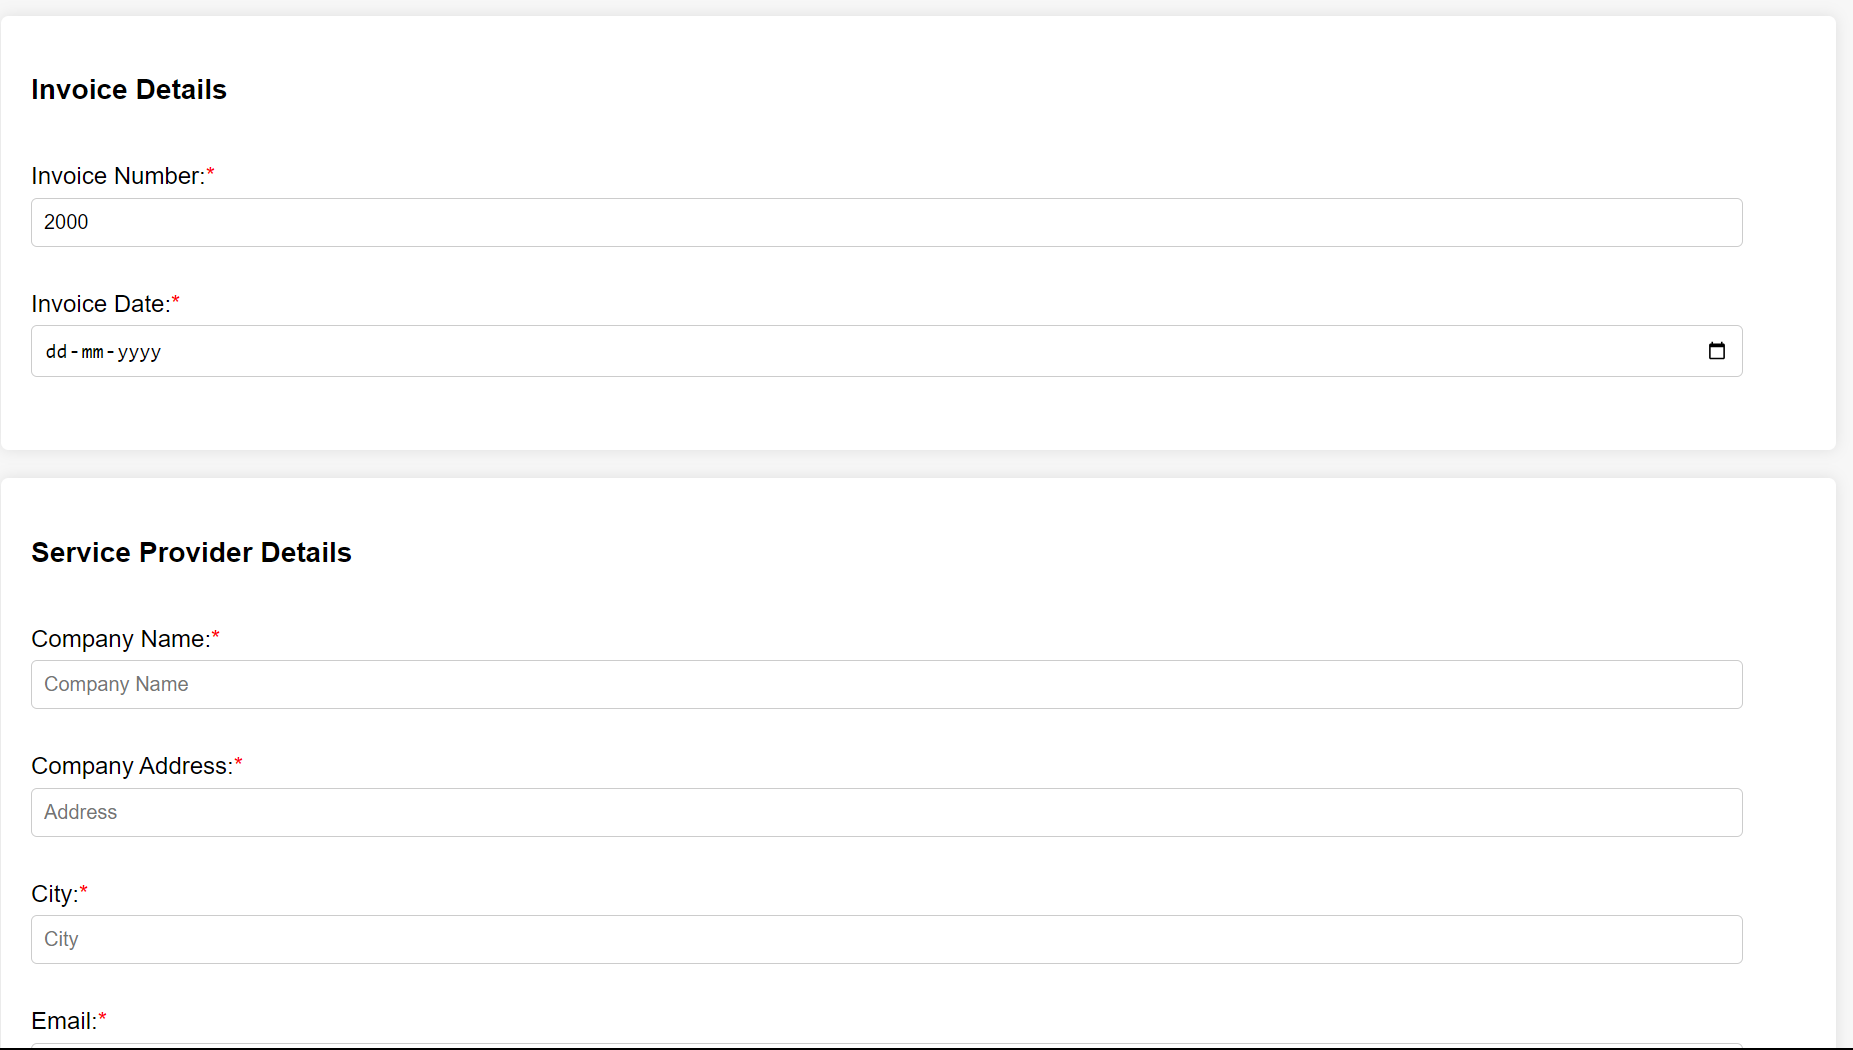 Invoice Details
Invoice Number:*
2000
Invoice Date:*
dd-mm-yyyy
Service Provider Details
Company Name:*
Company Name
Company Address:*
Address
City:*
City
Email:*